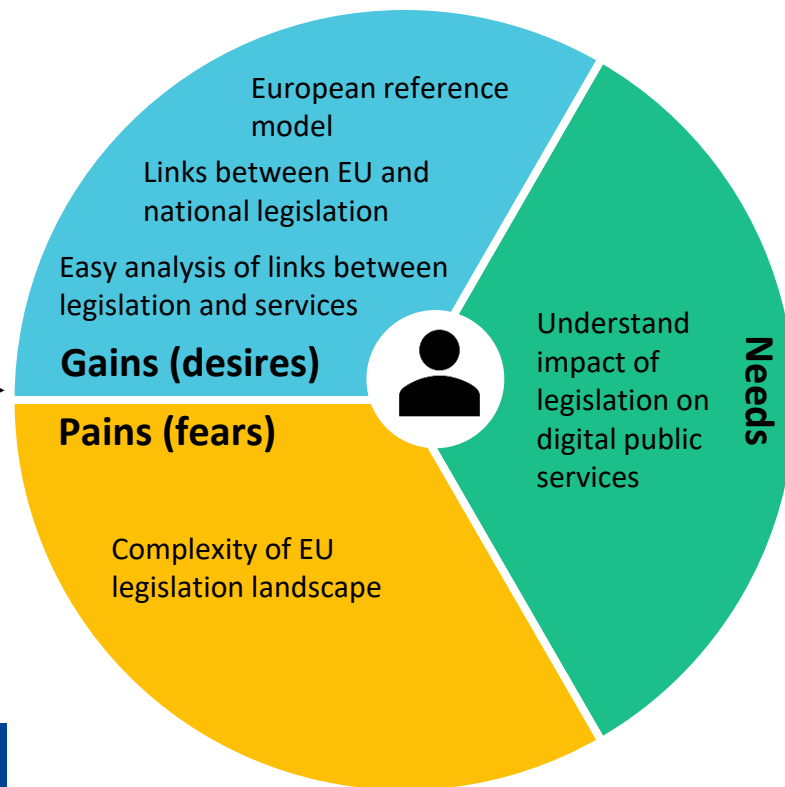 European reference
model
Links between EU and
national legislation
Easy analysis of links between
legislation and services
Gains (desires)
Pains (fears)
Complexity of EU
legislation landscape
Understand
impact of
legislation on
digital public
services
Needs